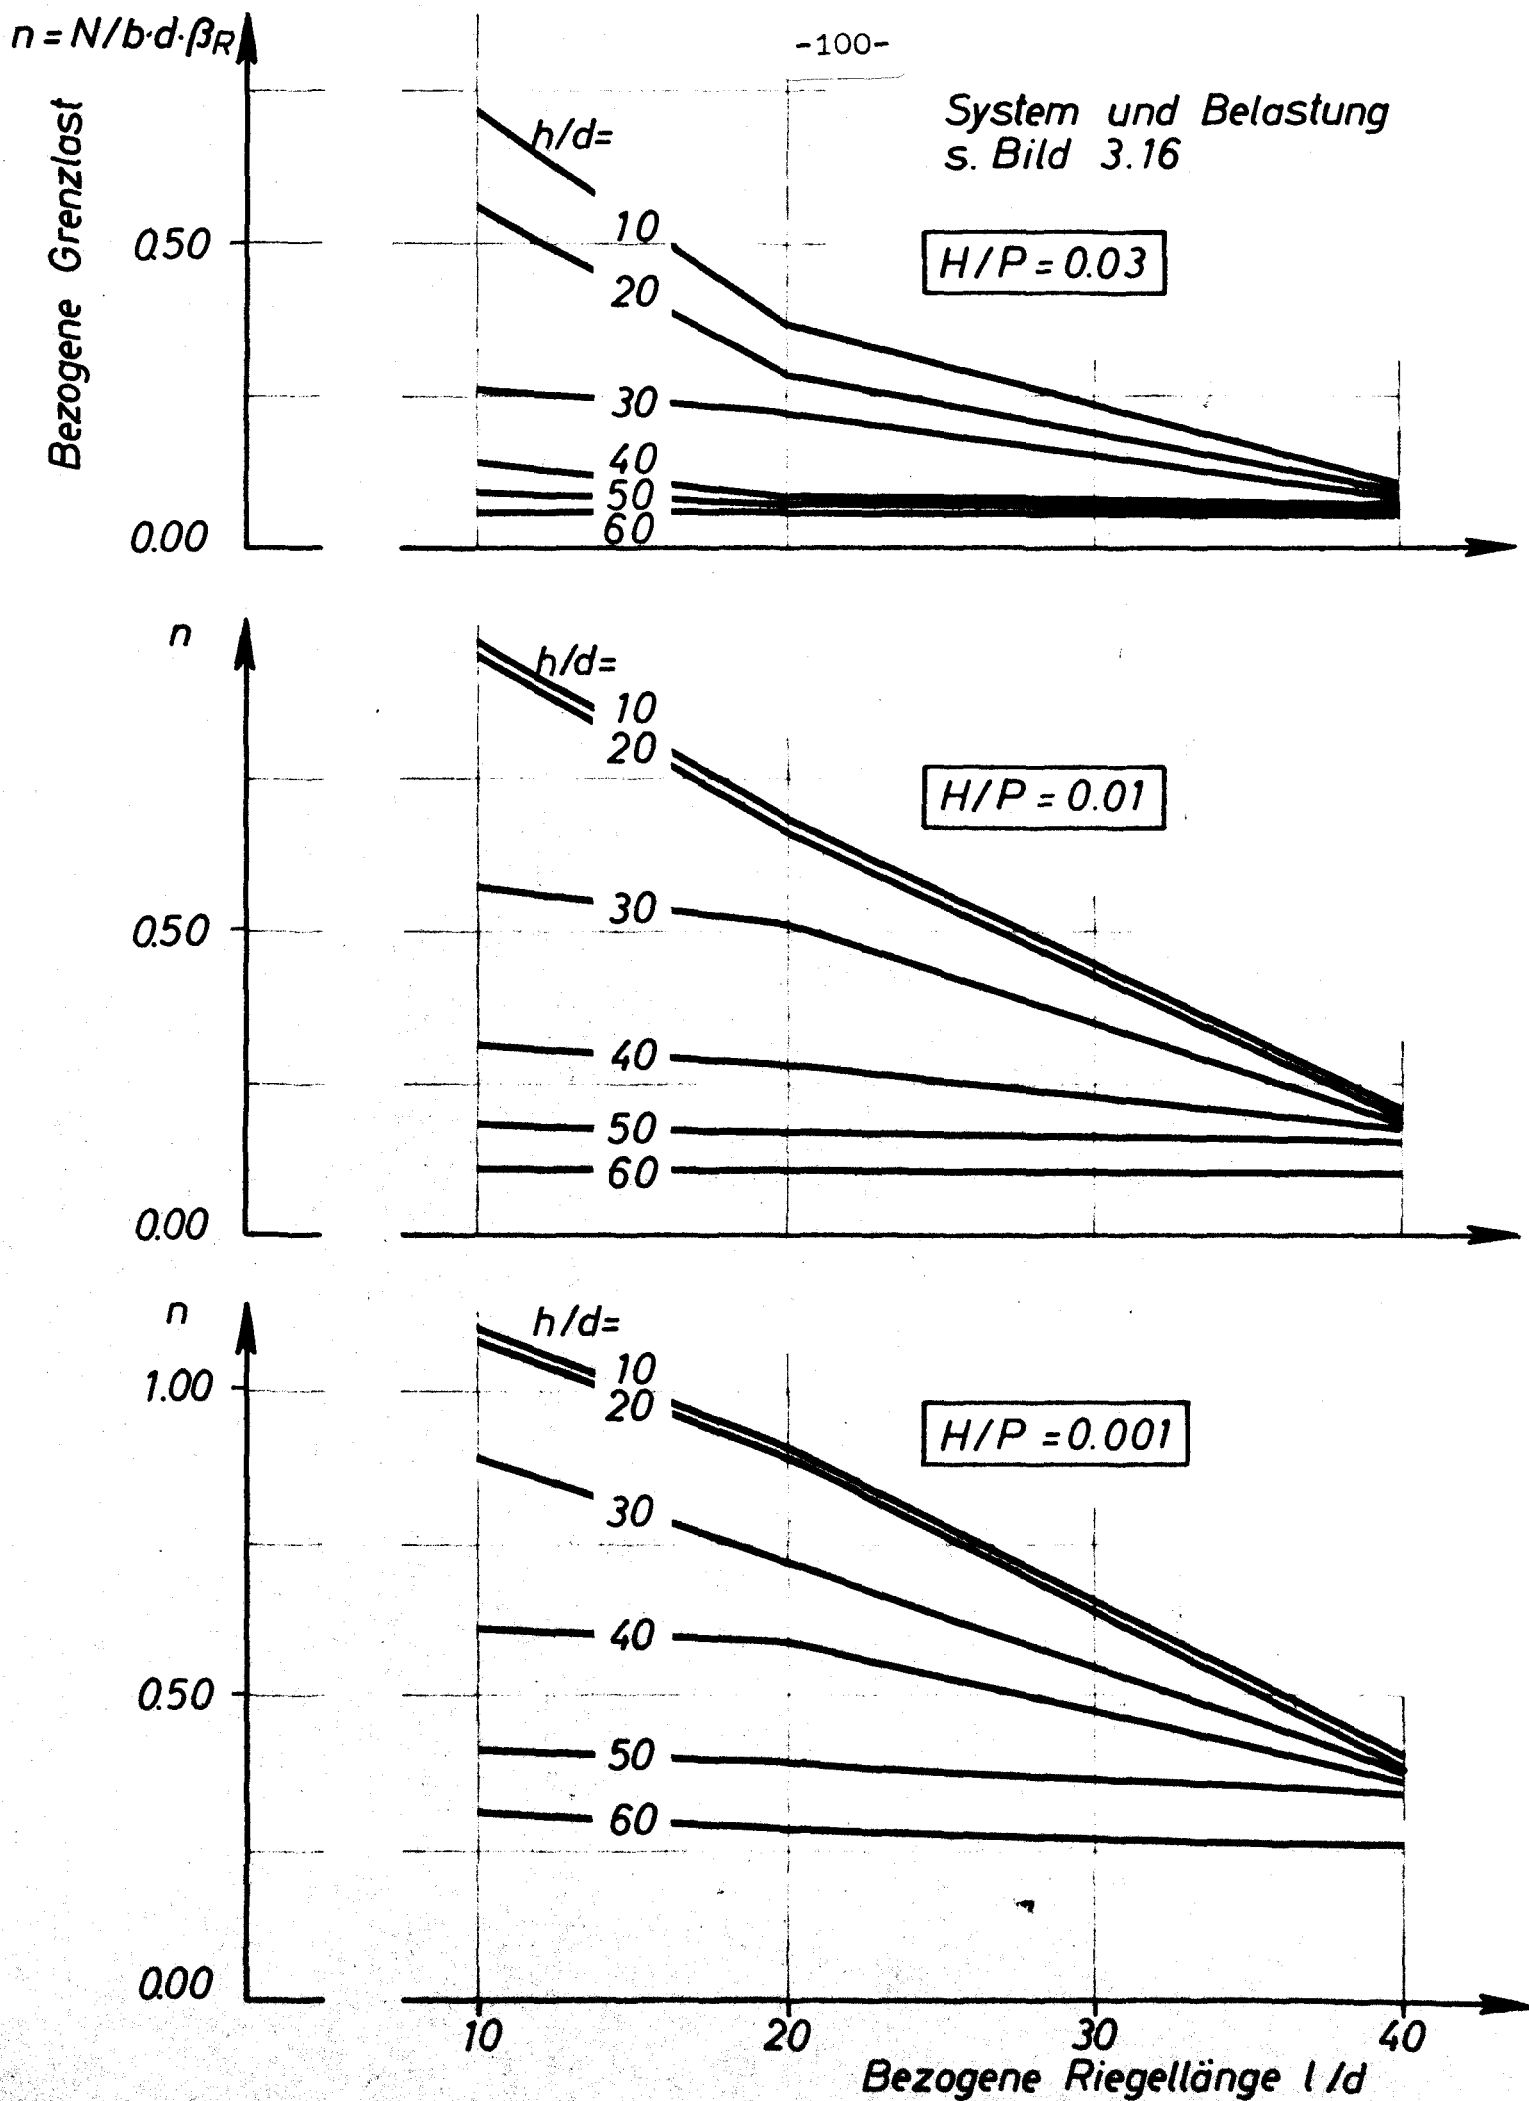 -100-
n = N/b·d·βR
Bezogene Grenzlast
System und Belastung
s. Bild 3.16
h/d=
H/P = 0.03
10
20
30
40
50
60
0.50
0.00
n
h/d=
H/P = 0.01
10
20
30
40
50
60
0.50
0.00
n
h/d=
H/P = 0.001
10
20
30
40
50
60
1.00
0.50
0.00
10 20 30 40
Bezogene Riegellänge l/d